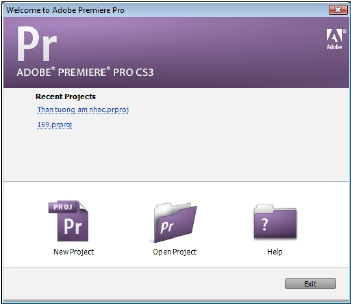 Welcome to Adobe Premiere Pro
Pr
Adobe
ADOBE® PREMIERE® PRO CS3
Recent Projects
Than tuong am nhac.prproj
169.prproj
PROJ
Pr
Pr
?
New Project
Open Project
Help
Exit